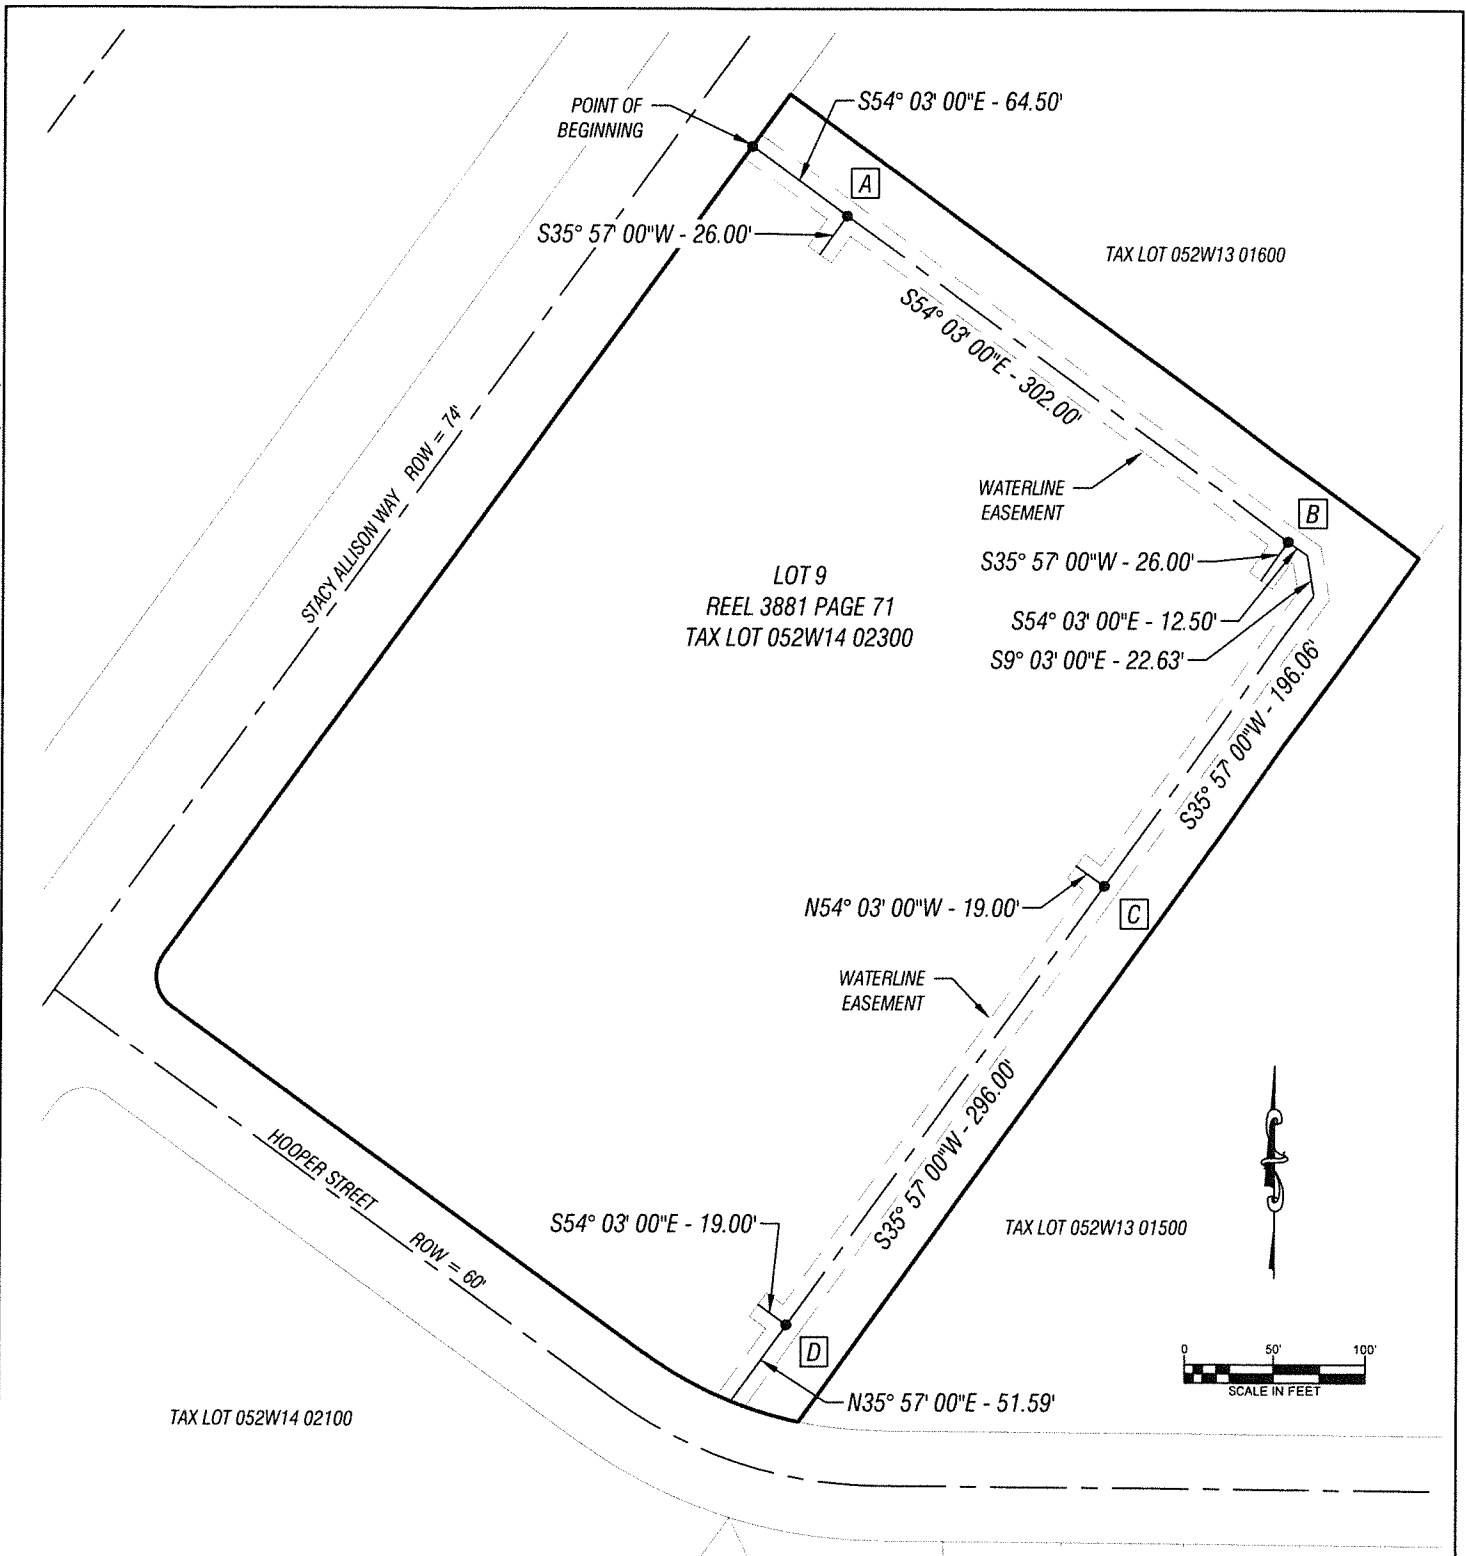 POINT OF
BEGINNING
S54° 03' 00"E - 64.50'
A
S35° 57' 00"W - 26.00'
TAX LOT 052W13 01600
S54° 03' 00"E - 302.00'
STACY ALLISON WAY ROW = 74'
WATERLINE
EASEMENT
B
S35° 57' 00"W - 26.00'
LOT 9
REEL 3881 PAGE 71
TAX LOT 052W14 02300
S54° 03' 00"E - 12.50'
S9° 03' 00"E - 22.63'
S35° 57' 00"W - 196.06'
N54° 03' 00"W - 19.00'
C
WATERLINE
EASEMENT
S35° 57' 00"W - 296.00'
HOOPER STREET ROW = 60'
S54° 03' 00"E - 19.00'
TAX LOT 052W13 01500
D
0 50' 100'
SCALE IN FEET
N35° 57' 00"E - 51.59'
TAX LOT 052W14 02100